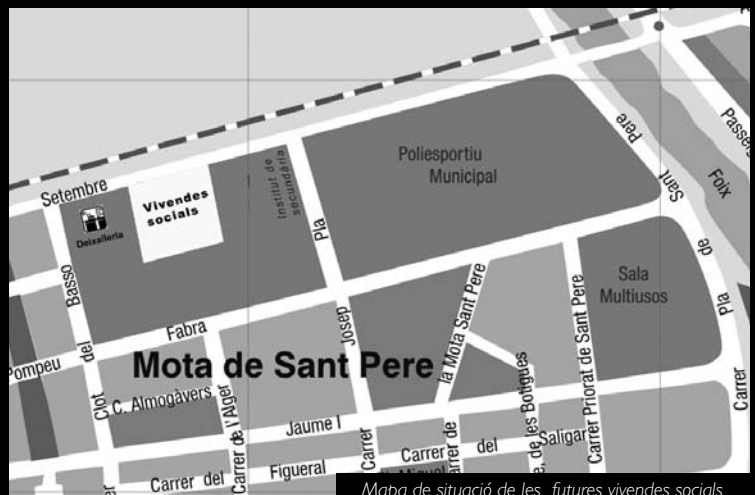 Pere
Passeig
Poliesportiu
Municipal
Foix
Sant
Institut de
secundària
Setembre
Vivendes
socials
Deixalleria
Pla
de
Sala
Multiusos
Pla
Basso
la Mota Sant Pere
Carrer Priorat de Sant Pere
Fabra
Josep
Pompeu
del
Mota de Sant Pere
de les Botigues
Carrer
Clot
C. Almogàvers
Carrer de l'Alger
Jaume I
Carrer del Saligar
Carrer
Carrer de
Carrer del Figueral
Mapa de situació de les futures vivendes socials